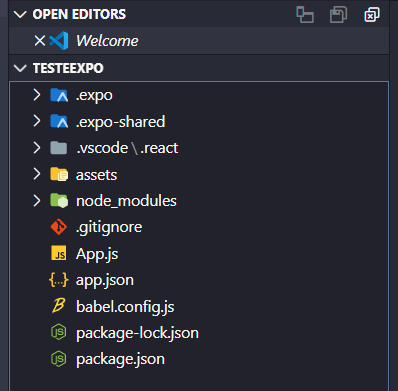 OPEN EDITORS
Welcome
TESTEEXPO
.expo
.expo-shared
.vscode\.react
assets
node_modules
.gitignore
JS App.js
{..} app.json
babel.config.js
package-lock.json
package.json